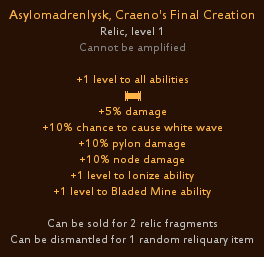 Asylomadrenlysk, Craeno's Final Creation
Relic, level 1
Cannot be amplified
+1 level to all abilities
+5% damage
+10% chance to cause white wave
+10% pylon damage
+10% node damage
+1 level to Ionize ability
+1 level to Bladed Mine ability
Can be sold for 2 relic fragments
Can be dismantled for 1 random reliquary item